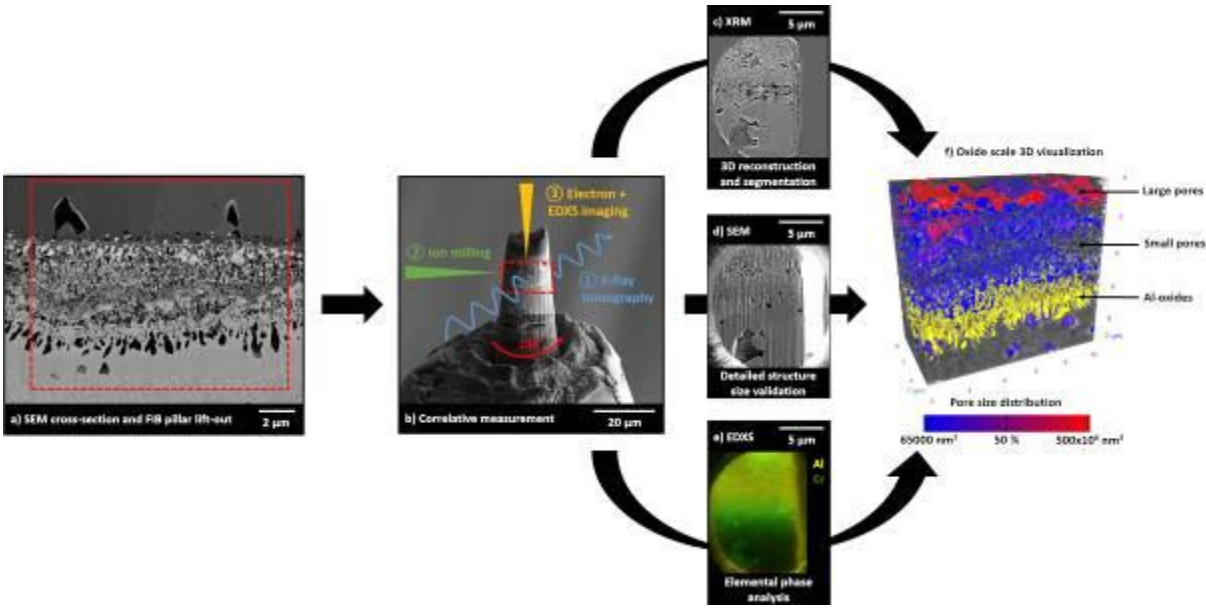 c) XRM
5 μm
3D reconstruction
and segmentation
a) SEM cross-section and FIB pillar lift-out
2 μm
③ Electron +
EDXS imaging
② Ion milling
① X-Ray
tomography
b) Correlative measurement
20 μm
d) SEM
5 μm
Detailed structure
size validation
e) EDXS
5 μm
Al
Cr
Elemental phase
analysis
f) Oxide scale 3D visualization
Large pores
Small pores
Al-oxides
Pore size distribution
65000 nm³
50 %